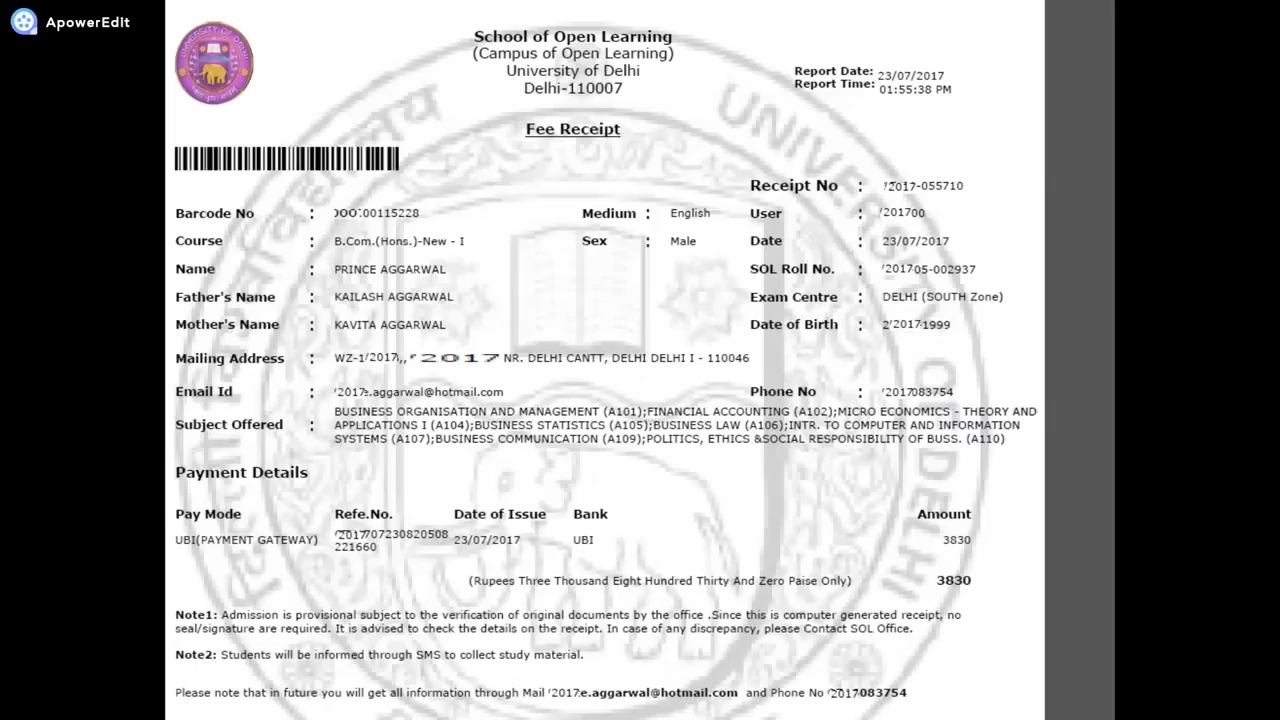 ApowerEdit
School of Open Learning
(Campus of Open Learning)
University of Delhi
Delhi-110007
Report Date: 23/07/2017
Report Time: 01:55:38 PM
Fee Receipt
Receipt No : '2017-055710
Barcode No : 00115228 Medium : English User : '201700
Course : B.Com.(Hons.)-New - I Sex : Male Date : 23/07/2017
Name : PRINCE AGGARWAL SOL Roll No. : '201705-002937
Father's Name : KAILASH AGGARWAL Exam Centre : DELHI (SOUTH Zone)
Mother's Name : KAVITA AGGARWAL Date of Birth : 2/'20171999
Mailing Address : WZ-1/'2017,, '2017 NR. DELHI CANTT, DELHI DELHI I - 110046
Email Id : '2017e.aggarwal@hotmail.com Phone No : '2017083754
Subject Offered : BUSINESS ORGANISATION AND MANAGEMENT (A101);FINANCIAL ACCOUNTING (A102);MICRO ECONOMICS - THEORY AND
APPLICATIONS I (A104);BUSINESS STATISTICS (A105);BUSINESS LAW (A106);INTR. TO COMPUTER AND INFORMATION
SYSTEMS (A107);BUSINESS COMMUNICATION (A109);POLITICS, ETHICS &SOCIAL RESPONSIBILITY OF BUSS. (A110)
Payment Details
Pay Mode Refe.No. Date of Issue Bank Amount
UBI(PAYMENT GATEWAY) '201707230820508 23/07/2017 UBI 3830
221660
(Rupees Three Thousand Eight Hundred Thirty And Zero Paise Only) 3830
Note1: Admission is provisional subject to the verification of original documents by the office .Since this is computer generated receipt, no
seal/signature are required. It is advised to check the details on the receipt. In case of any discrepancy, please Contact SOL Office.
Note2: Students will be informed through SMS to collect study material.
Please note that in future you will get all information through Mail '2017e.aggarwal@hotmail.com and Phone No '2017083754
UNIVERSITY OF DELHI